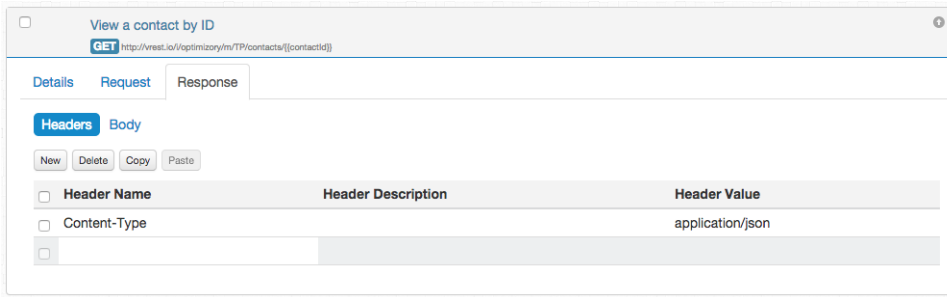 View a contact by ID
GET http://vrest.io/i/optimizory/m/TP/contacts/{{contactId}}
Details Request Response
Headers Body
New Delete Copy Paste
Header Name Header Description Header Value
Content-Type application/json